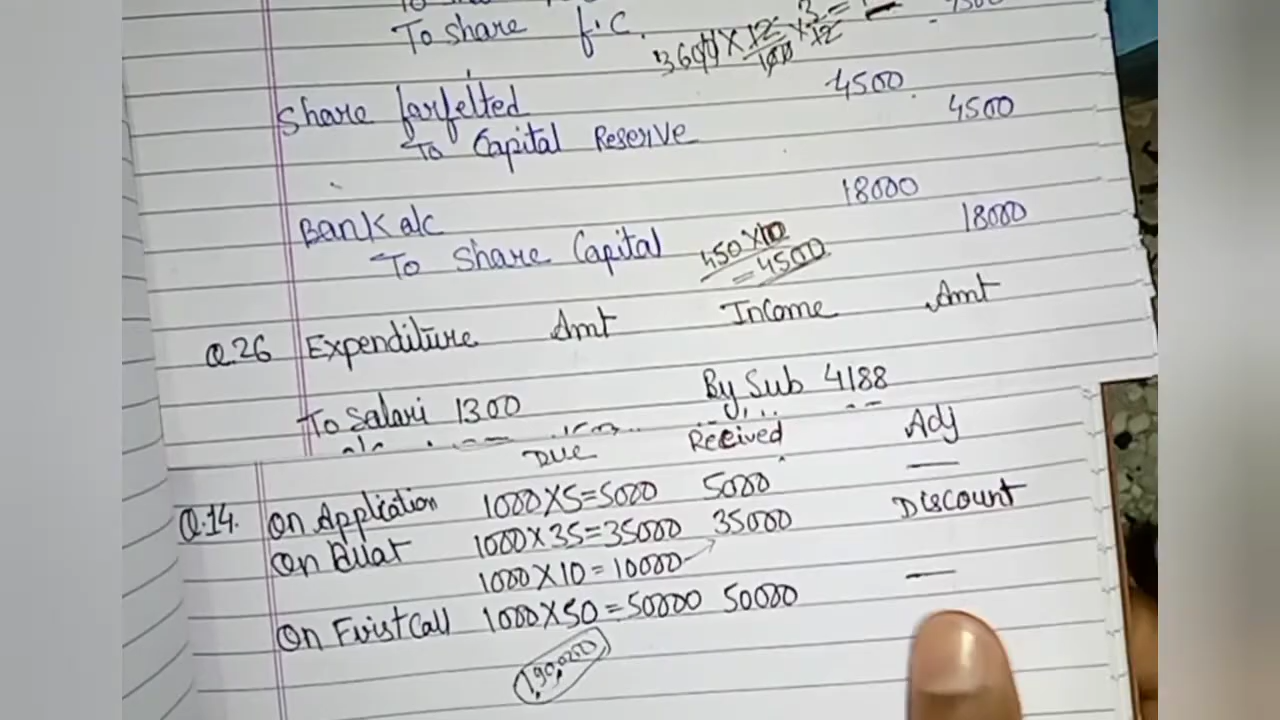 To Share f.c.
3600 × 12/100 × 3/12 =
Share farfelted 4500
To Capital Reserve 4500
Bank a/c 18000
To Share Capital 18000
450 × 10
= 4500
Q.26 Expenditure Amt Income Amt
To Salari 1300 By Sub 4188
Due Received Adj
Q.14. On Application 1000 × 5 = 5000 5000 —
On Bllat 1000 × 35 = 35000 35000 Discount
1000 × 10 = 10000
On First Call 1000 × 50 = 50000 50000 —
1,90,000